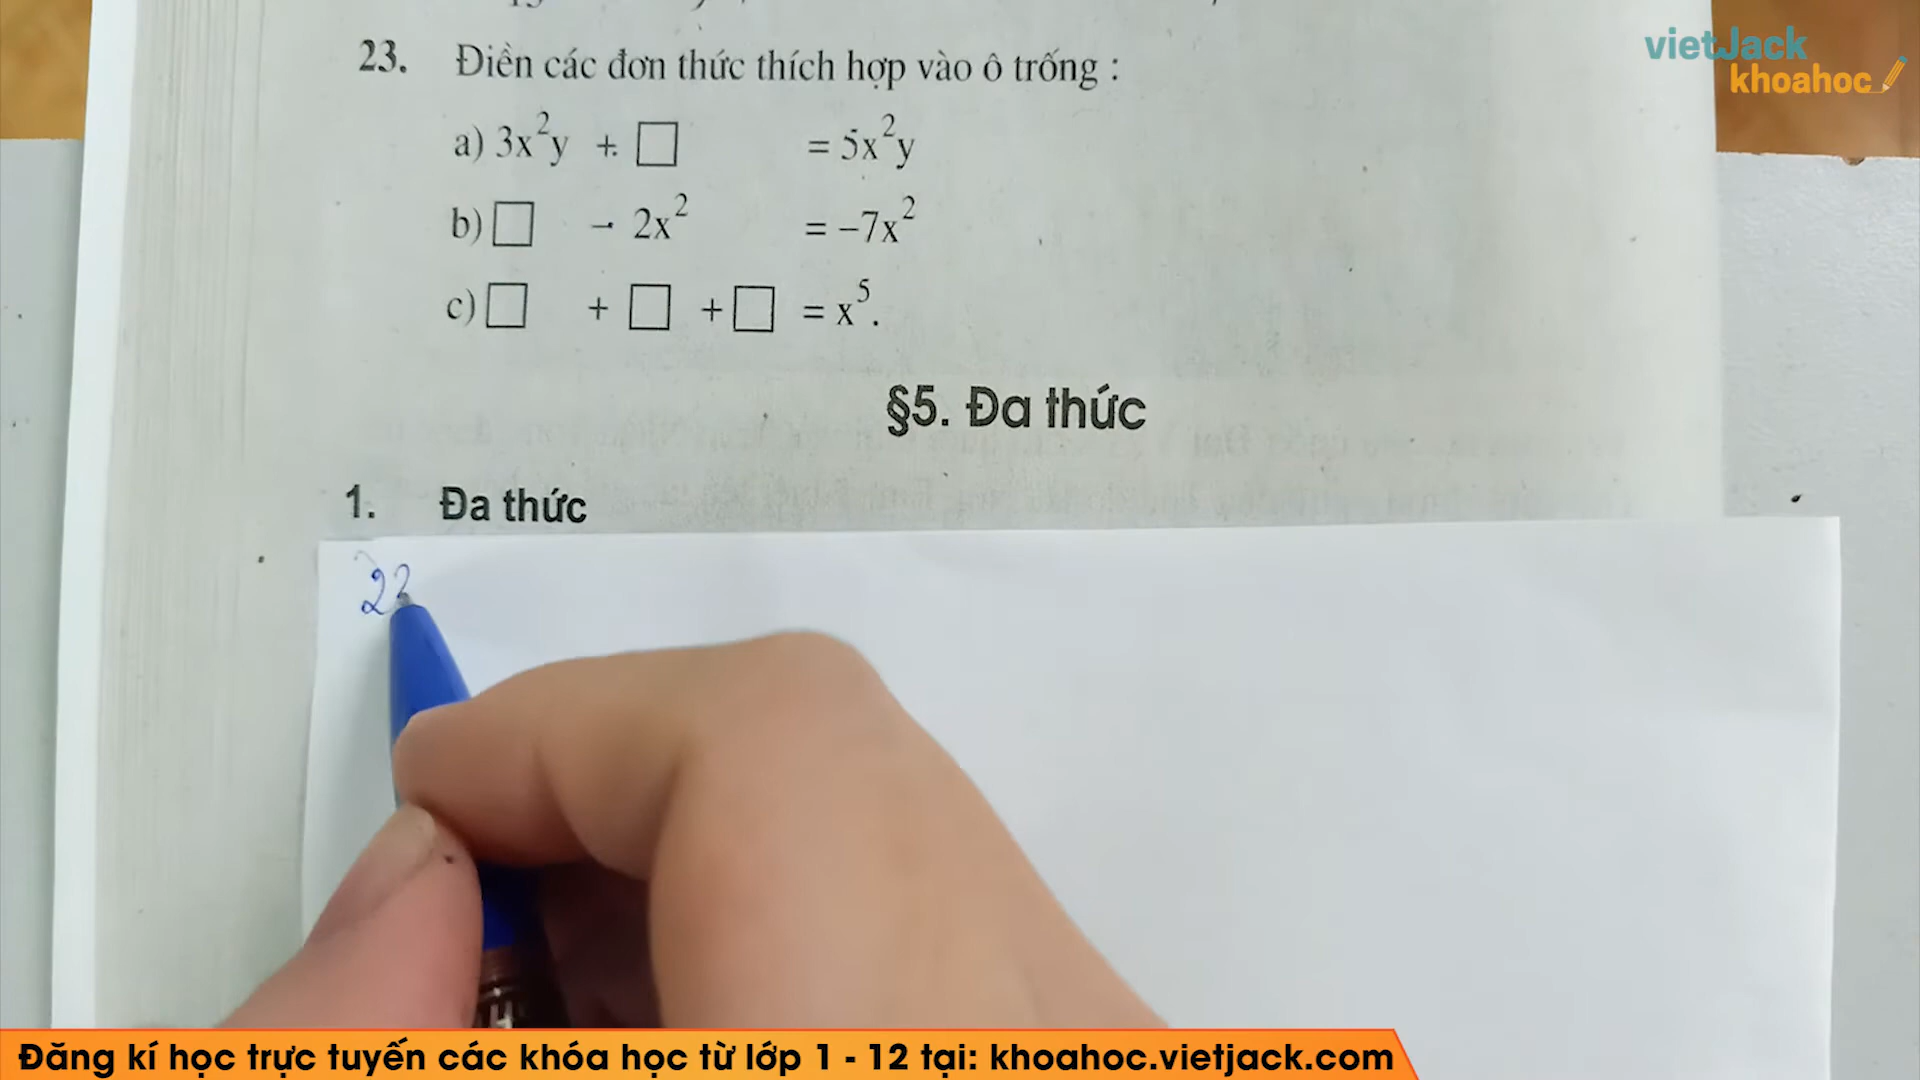 vietJack
khoahoc
23. Điền các đơn thức thích hợp vào ô trống :
a) 3x²y + □ = 5x²y
b) □ - 2x² = -7x²
c) □ + □ + □ = x⁵.
§5. Đa thức
1. Đa thức
Đăng kí học trực tuyến các khóa học từ lớp 1 - 12 tại: khoahoc.vietjack.com